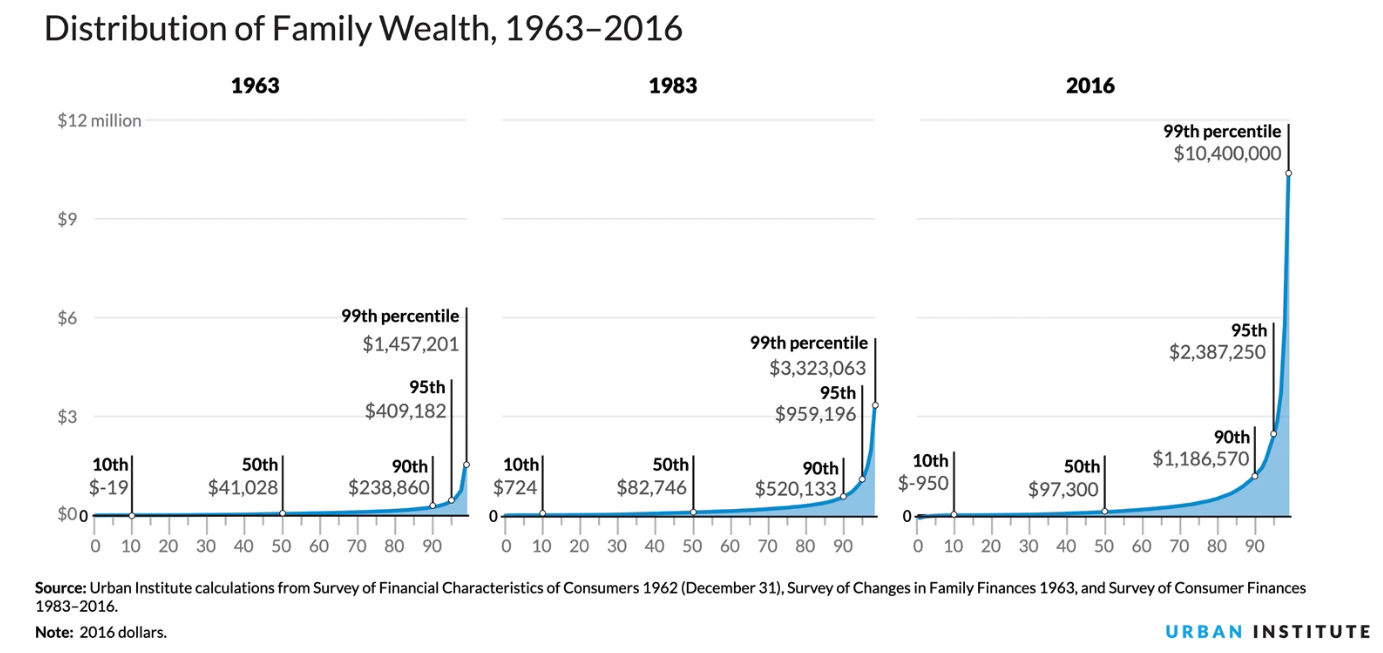 Distribution of Family Wealth, 1963–2016
1963
1983
2016
$12 million
$9
$6
$3
$0
99th percentile
$1,457,201
95th
$409,182
10th
$-19
50th
$41,028
90th
$238,860
0
0 10 20 30 40 50 60 70 80 90
99th percentile
$3,323,063
95th
$959,196
10th
$724
50th
$82,746
90th
$520,133
0
0 10 20 30 40 50 60 70 80 90
99th percentile
$10,400,000
95th
$2,387,250
90th
$1,186,570
10th
$-950
50th
$97,300
0
0 10 20 30 40 50 60 70 80 90
Source: Urban Institute calculations from Survey of Financial Characteristics of Consumers 1962 (December 31), Survey of Changes in Family Finances 1963, and Survey of Consumer Finances
1983–2016.
Note: 2016 dollars.
URBAN INSTITUTE